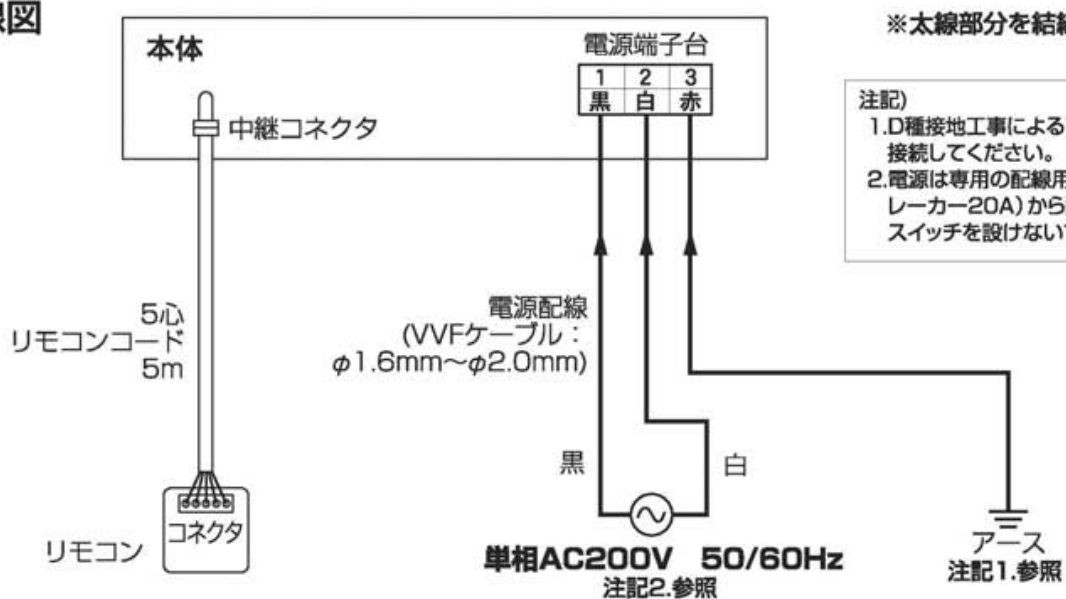 線図
※太線部分を結線
本体
電源端子台
1 2 3
黒 白 赤
中継コネクタ
注記)
1.D種接地工事による
接続してください。
2.電源は専用の配線用
レーカー20A)から
スイッチを設けない
5心
リモコンコード
5m
電源配線
(VVFケーブル:
φ1.6mm～φ2.0mm)
黒
白
コネクタ
リモコン
単相AC200V 50/60Hz
注記2.参照
アース
注記1.参照